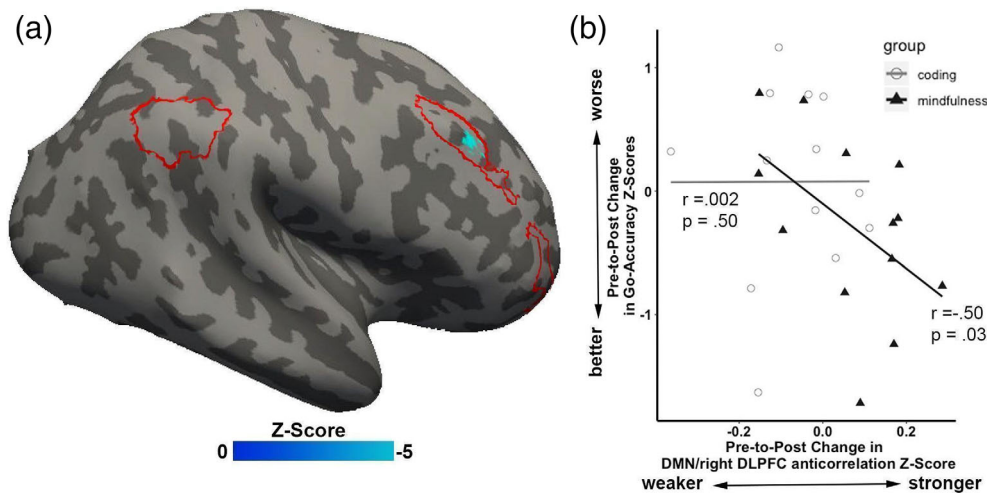 (a)
Z-Score
0
-5
(b)
group
coding
mindfulness
worse
better
Pre-to-Post Change
in Go-Accuracy Z-Scores
1
0
-1
r =.002
p = .50
r =-.50
p = .03
-0.2
0.0
0.2
Pre-to-Post Change in
DMN/right DLPFC anticorrelation Z-Score
weaker
stronger